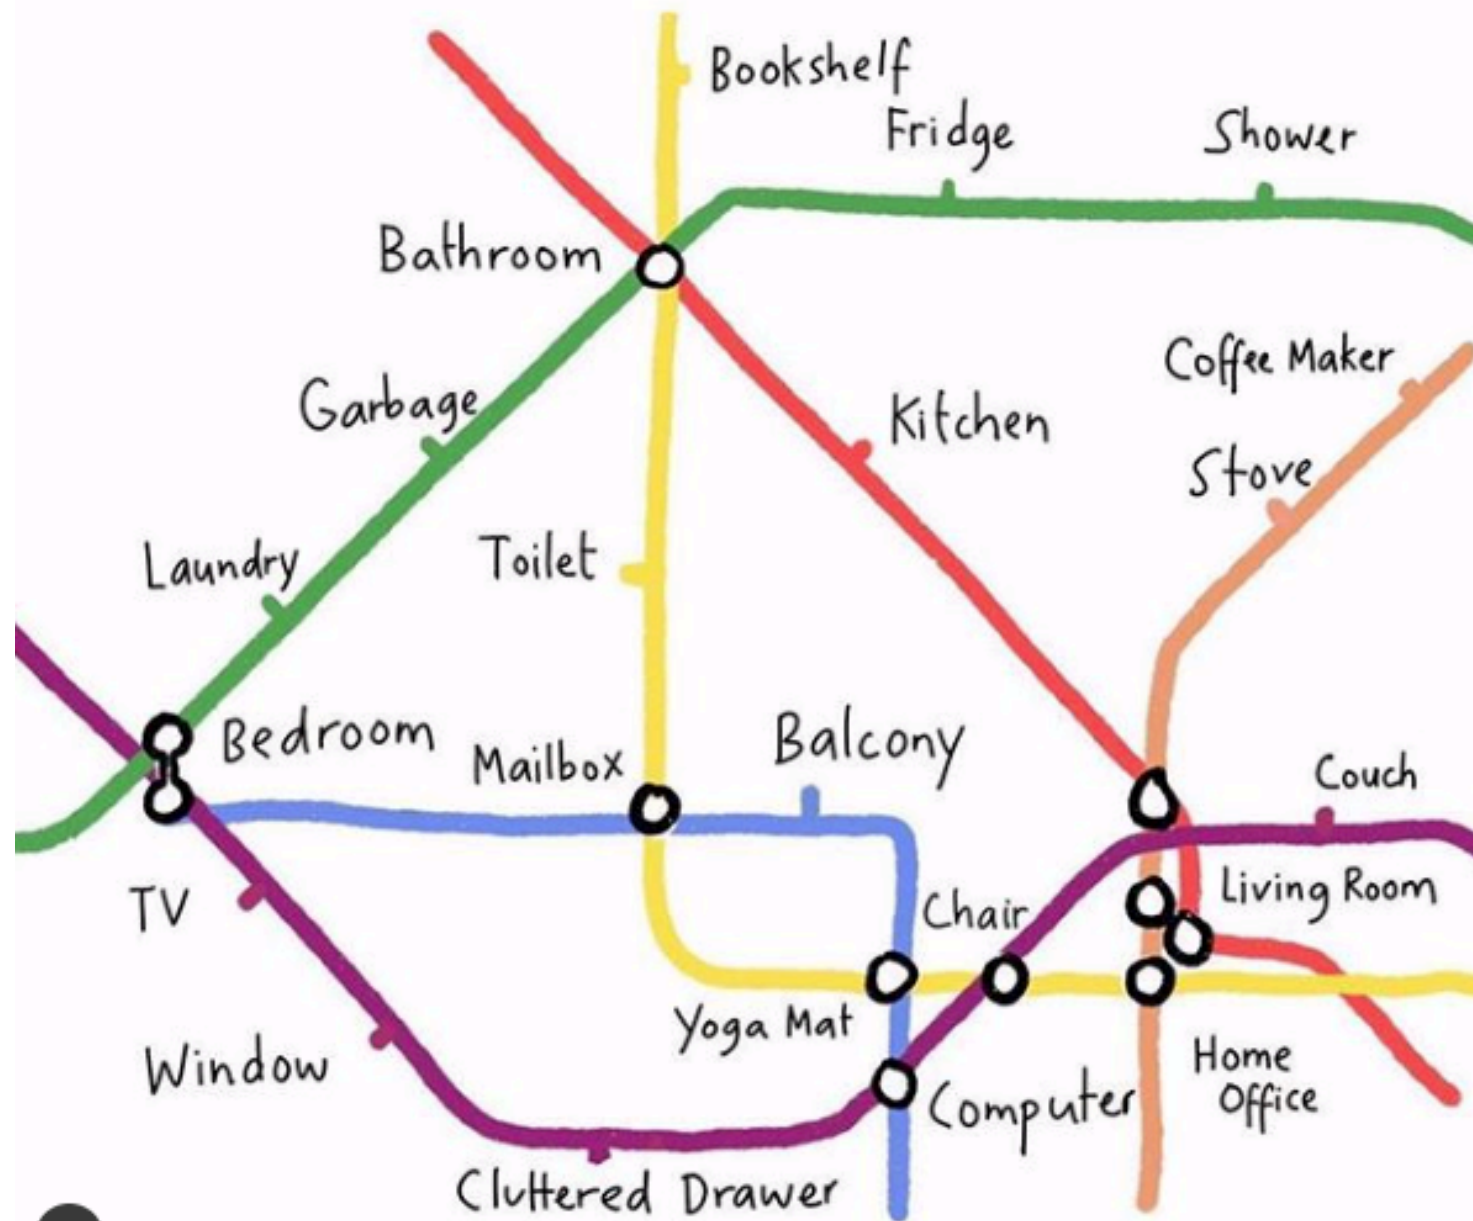 Bookshelf
Fridge
Shower
Bathroom
Coffee Maker
Garbage
Kitchen
Stove
Laundry
Toilet
Bedroom
Mailbox
Balcony
Couch
TV
Chair
Living Room
Yoga Mat
Window
Home
Office
Computer
Cluttered Drawer